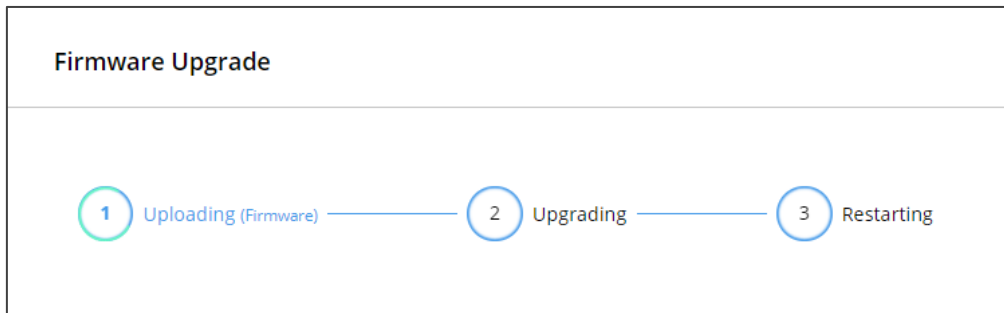 Firmware Upgrade
1 Uploading (Firmware) 2 Upgrading 3 Restarting